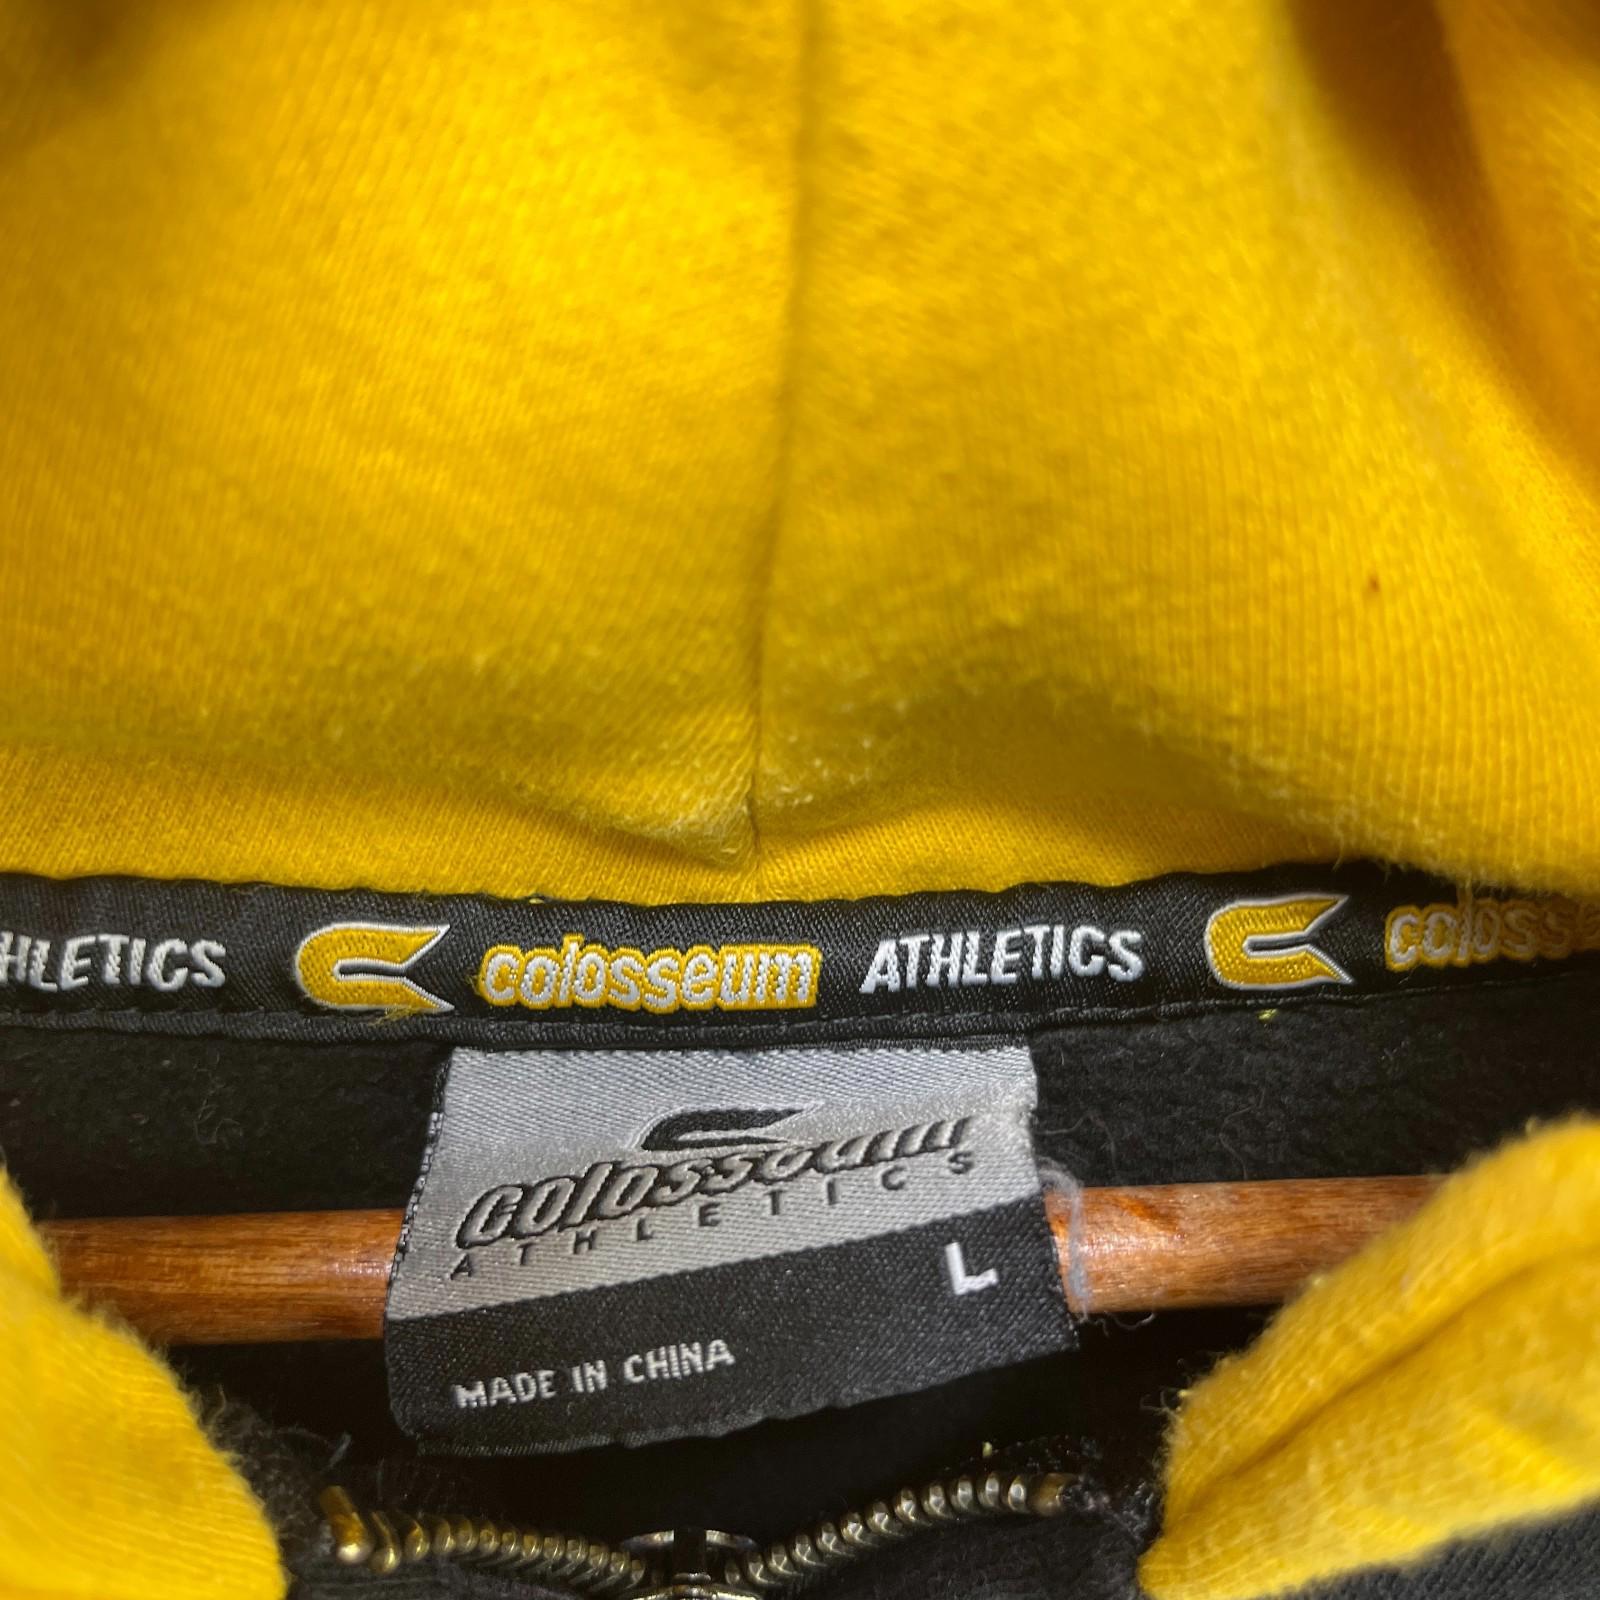 HLETICS colosseum ATHLETICS colosse
colosseum
ATHLETICS
L
MADE IN CHINA